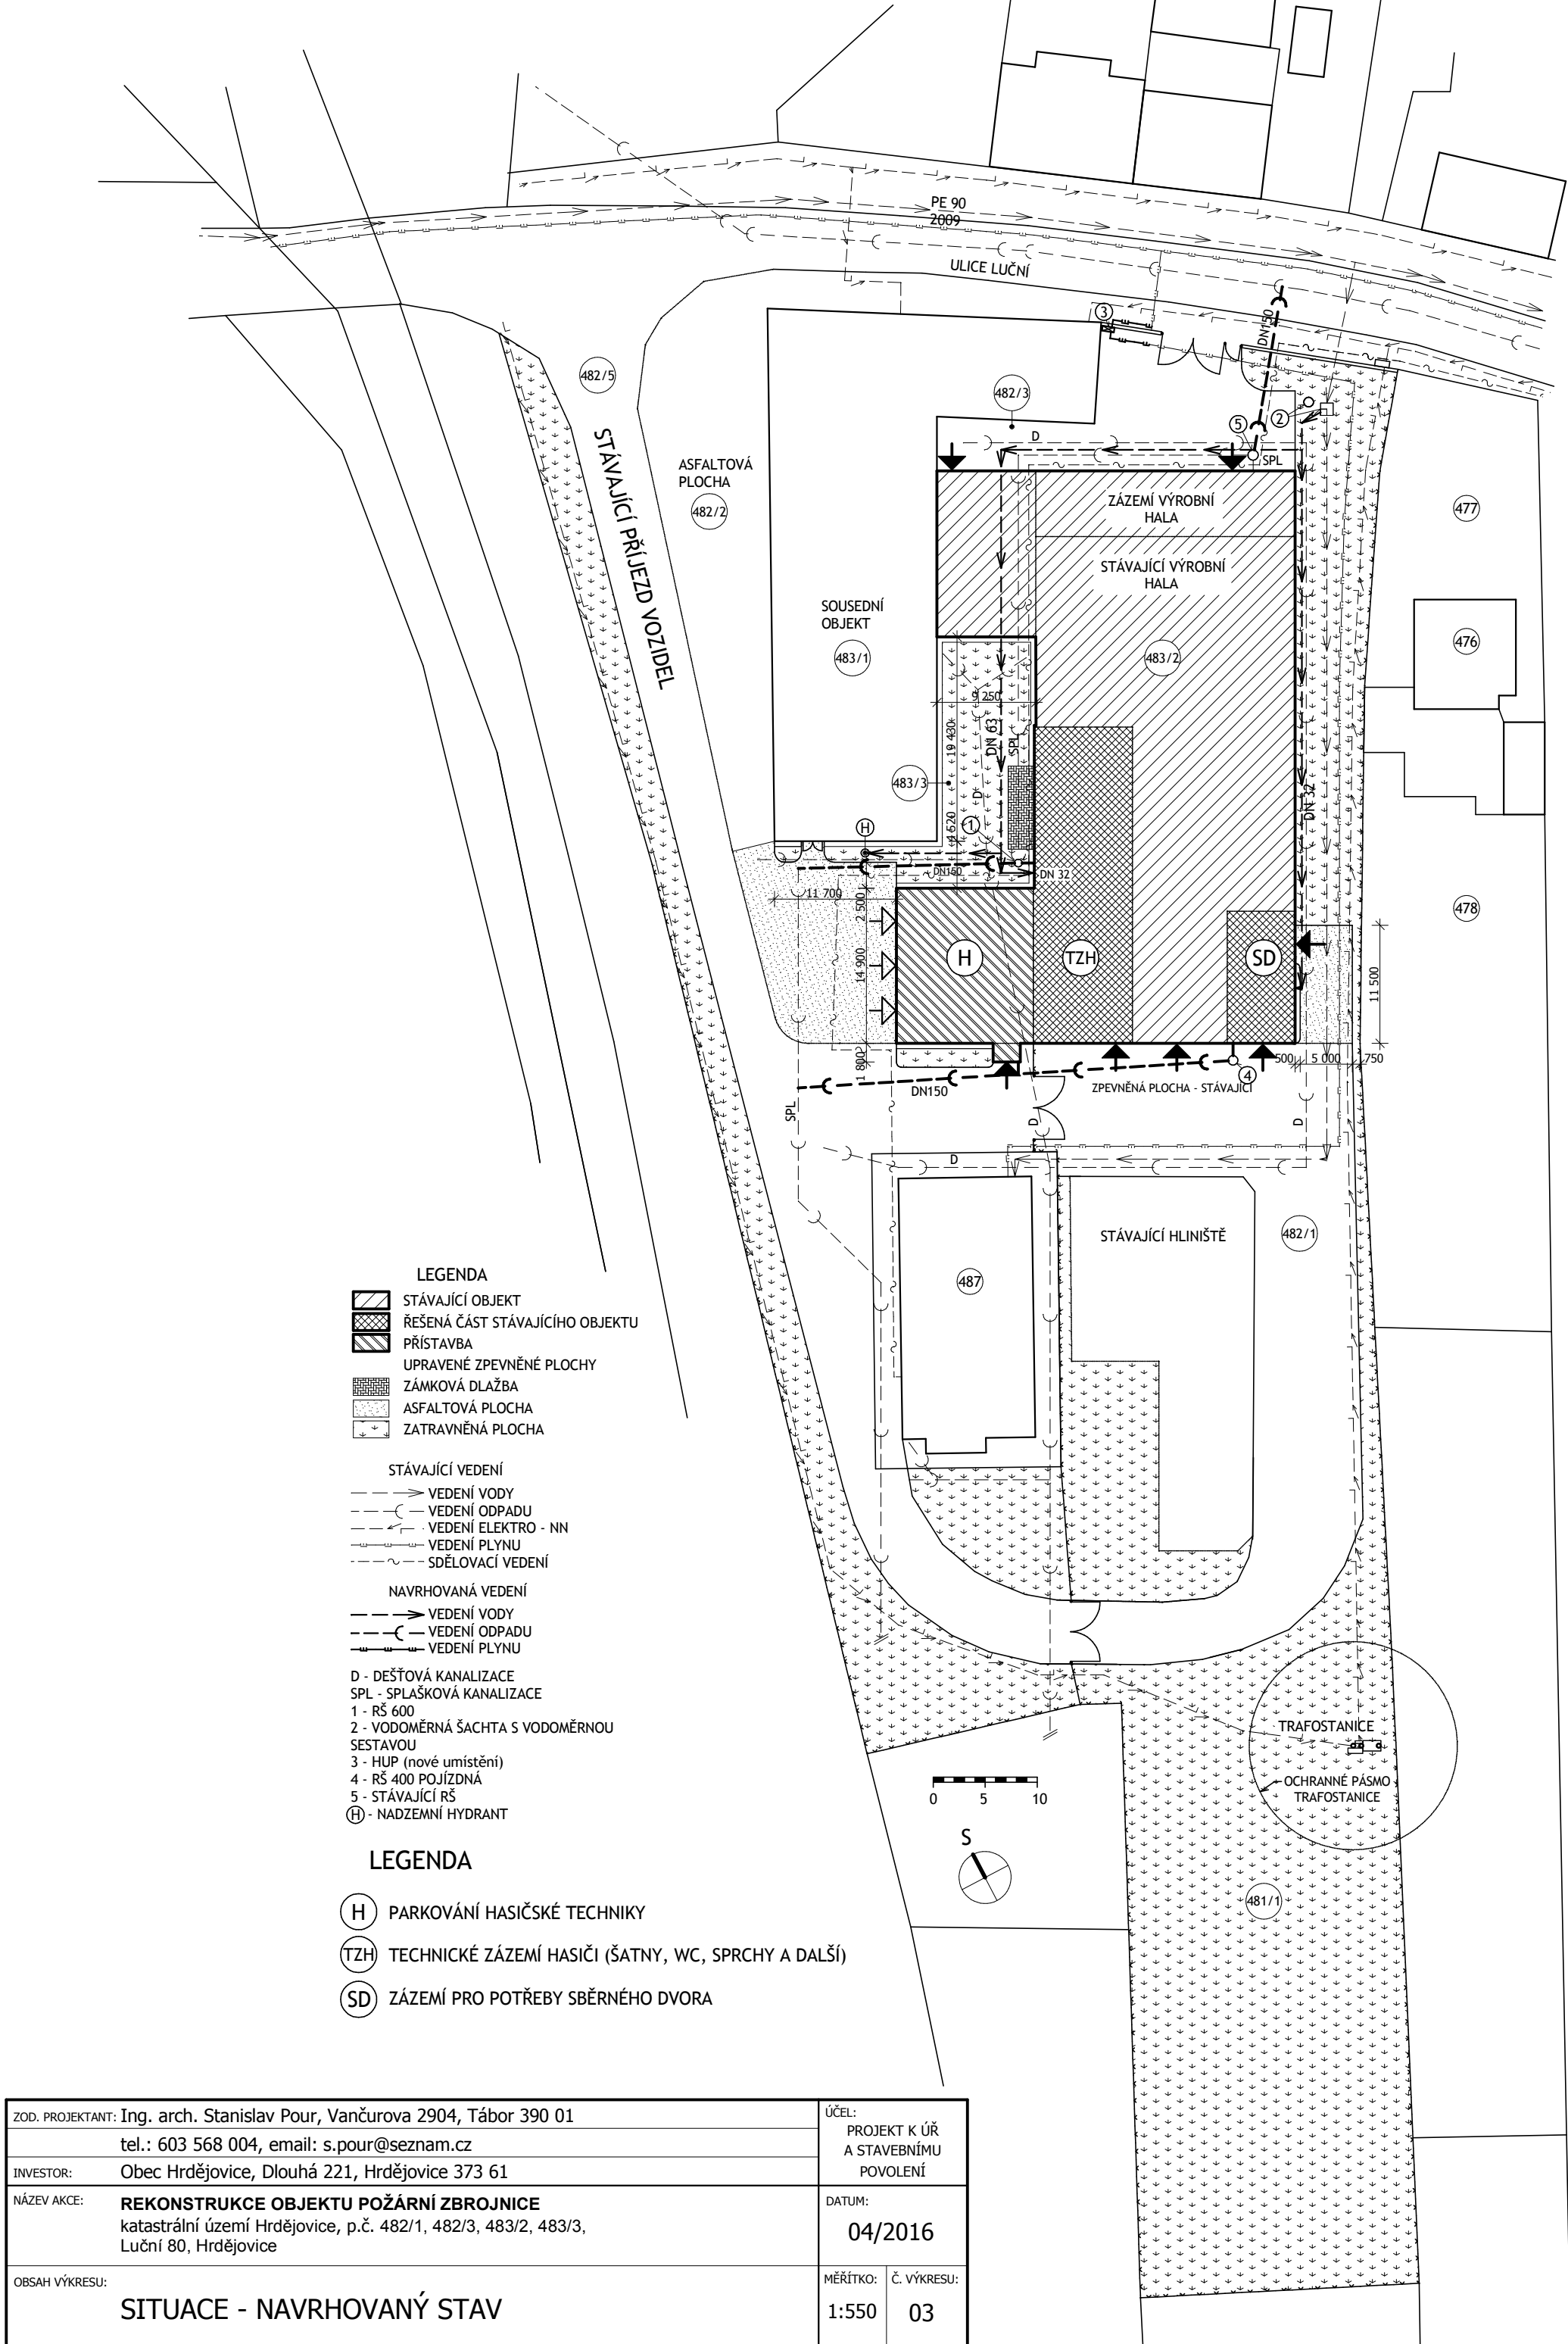 PE 90
2009
ULICE LUČNÍ
3
DN150
482/5
482/3
5
2
D
SPL
STÁVAJÍCÍ PŘÍJEZD VOZIDEL
ASFALTOVÁ
PLOCHA
482/2
ZÁZEMÍ VÝROBNÍ
HALA
477
STÁVAJÍCÍ VÝROBNÍ
HALA
SOUSEDNÍ
OBJEKT
483/1
483/2
476
9 250
19 430
DN 63
SPL
483/3
D
DN 32
4 520
1
H
DN150
DN 32
11 700
2 500
478
H
TZH
SD
14 900
11 500
1 800
500
5 000
750
4
DN150
ZPEVNĚNÁ PLOCHA - STÁVAJÍCÍ
SPL
D
D
D
STÁVAJÍCÍ HLINIŠTĚ
482/1
487
LEGENDA
STÁVAJÍCÍ OBJEKT
ŘEŠENÁ ČÁST STÁVAJÍCÍHO OBJEKTU
PŘÍSTAVBA
UPRAVENÉ ZPEVNĚNÉ PLOCHY
ZÁMKOVÁ DLAŽBA
ASFALTOVÁ PLOCHA
ZATRAVNĚNÁ PLOCHA
STÁVAJÍCÍ VEDENÍ
VEDENÍ VODY
VEDENÍ ODPADU
VEDENÍ ELEKTRO - NN
VEDENÍ PLYNU
SDĚLOVACÍ VEDENÍ
NAVRHOVANÁ VEDENÍ
VEDENÍ VODY
VEDENÍ ODPADU
VEDENÍ PLYNU
D - DEŠŤOVÁ KANALIZACE
SPL - SPLAŠKOVÁ KANALIZACE
1 - RŠ 600
2 - VODOMĚRNÁ ŠACHTA S VODOMĚRNOU
SESTAVOU
3 - HUP (nové umístění)
4 - RŠ 400 POJÍZDNÁ
5 - STÁVAJÍCÍ RŠ
H - NADZEMNÍ HYDRANT
TRAFOSTANICE
OCHRANNÉ PÁSMO
TRAFOSTANICE
0 5 10
S
481/1
LEGENDA
H PARKOVÁNÍ HASIČSKÉ TECHNIKY
TZH TECHNICKÉ ZÁZEMÍ HASIČI (ŠATNY, WC, SPRCHY A DALŠÍ)
SD ZÁZEMÍ PRO POTŘEBY SBĚRNÉHO DVORA
ZOD. PROJEKTANT: Ing. arch. Stanislav Pour, Vančurova 2904, Tábor 390 01
tel.: 603 568 004, email: s.pour@seznam.cz
INVESTOR: Obec Hrdějovice, Dlouhá 221, Hrdějovice 373 61
ÚČEL:
PROJEKT K ÚŘ
A STAVEBNÍMU
POVOLENÍ
NÁZEV AKCE: REKONSTRUKCE OBJEKTU POŽÁRNÍ ZBROJNICE
katastrální území Hrdějovice, p.č. 482/1, 482/3, 483/2, 483/3,
Luční 80, Hrdějovice
DATUM:
04/2016
OBSAH VÝKRESU:
SITUACE - NAVRHOVANÝ STAV
MĚŘÍTKO:
1:550
Č. VÝKRESU:
03